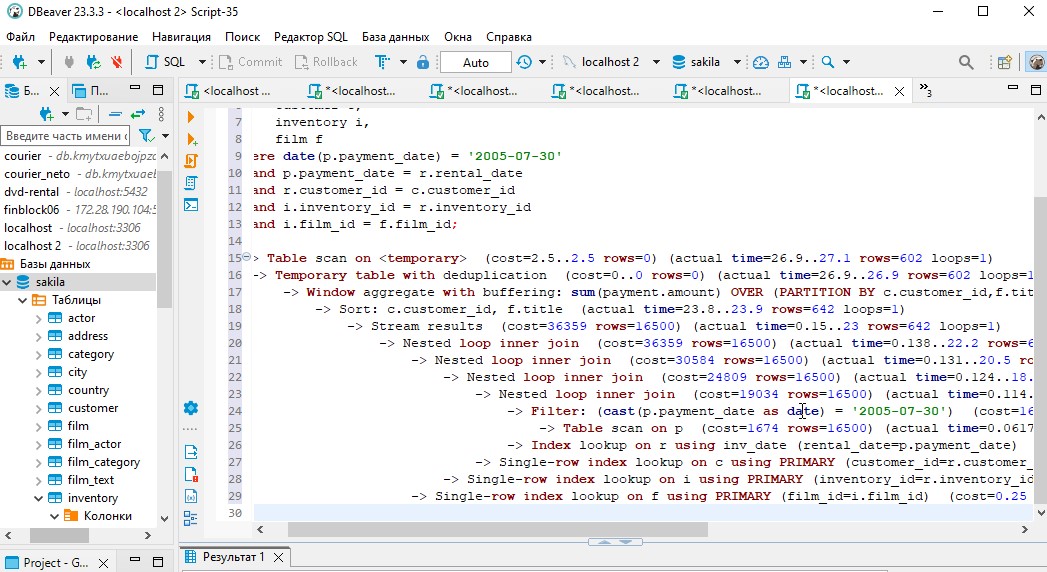 DBeaver 23.3.3 - <localhost 2> Script-35
Файл Редактирование Навигация Поиск Редактор SQL База данных Окна Справка
SQL Commit Rollback Auto localhost 2 sakila
Б... П... <localhost ... *<localhost... *<localhost... *<localhost... *<localhost... *<localhost... »3
Введите часть имени
courier - db.kmytxuaebojpzo
courier_neto - db.kmytxuaet
dvd-rental - localhost:5432
finblock06 - 172.28.190.104:5
localhost - localhost:3306
localhost 2 - localhost:3306
Базы данных
sakila
Таблицы
actor
address
category
city
country
customer
film
film_actor
film_category
film_text
inventory
Колонки
Project - G...
7 inventory i,
8 film f
9 ere date(p.payment_date) = '2005-07-30'
10 and p.payment_date = r.rental_date
11 and r.customer_id = c.customer_id
12 and i.inventory_id = r.inventory_id
13 and i.film_id = f.film_id;
14
15 > Table scan on <temporary> (cost=2.5..2.5 rows=0) (actual time=26.9..27.1 rows=602 loops=1)
16 -> Temporary table with deduplication (cost=0..0 rows=0) (actual time=26.9..26.9 rows=602 loops=1
17 -> Window aggregate with buffering: sum(payment.amount) OVER (PARTITION BY c.customer_id,f.tit
18 -> Sort: c.customer_id, f.title (actual time=23.8..23.9 rows=642 loops=1)
19 -> Stream results (cost=36359 rows=16500) (actual time=0.15..23 rows=642 loops=1)
20 -> Nested loop inner join (cost=36359 rows=16500) (actual time=0.138..22.2 rows=6
21 -> Nested loop inner join (cost=30584 rows=16500) (actual time=0.131..20.5 ro
22 -> Nested loop inner join (cost=24809 rows=16500) (actual time=0.124..18.
23 -> Nested loop inner join (cost=19034 rows=16500) (actual time=0.114.
24 -> Filter: (cast(p.payment_date as date) = '2005-07-30') (cost=16
25 -> Table scan on p (cost=1674 rows=16500) (actual time=0.0617
26 -> Index lookup on r using inv_date (rental_date=p.payment_date)
27 -> Single-row index lookup on c using PRIMARY (customer_id=r.customer_
28 -> Single-row index lookup on i using PRIMARY (inventory_id=r.inventory_id
29 -> Single-row index lookup on f using PRIMARY (film_id=i.film_id) (cost=0.25
30
Результат 1